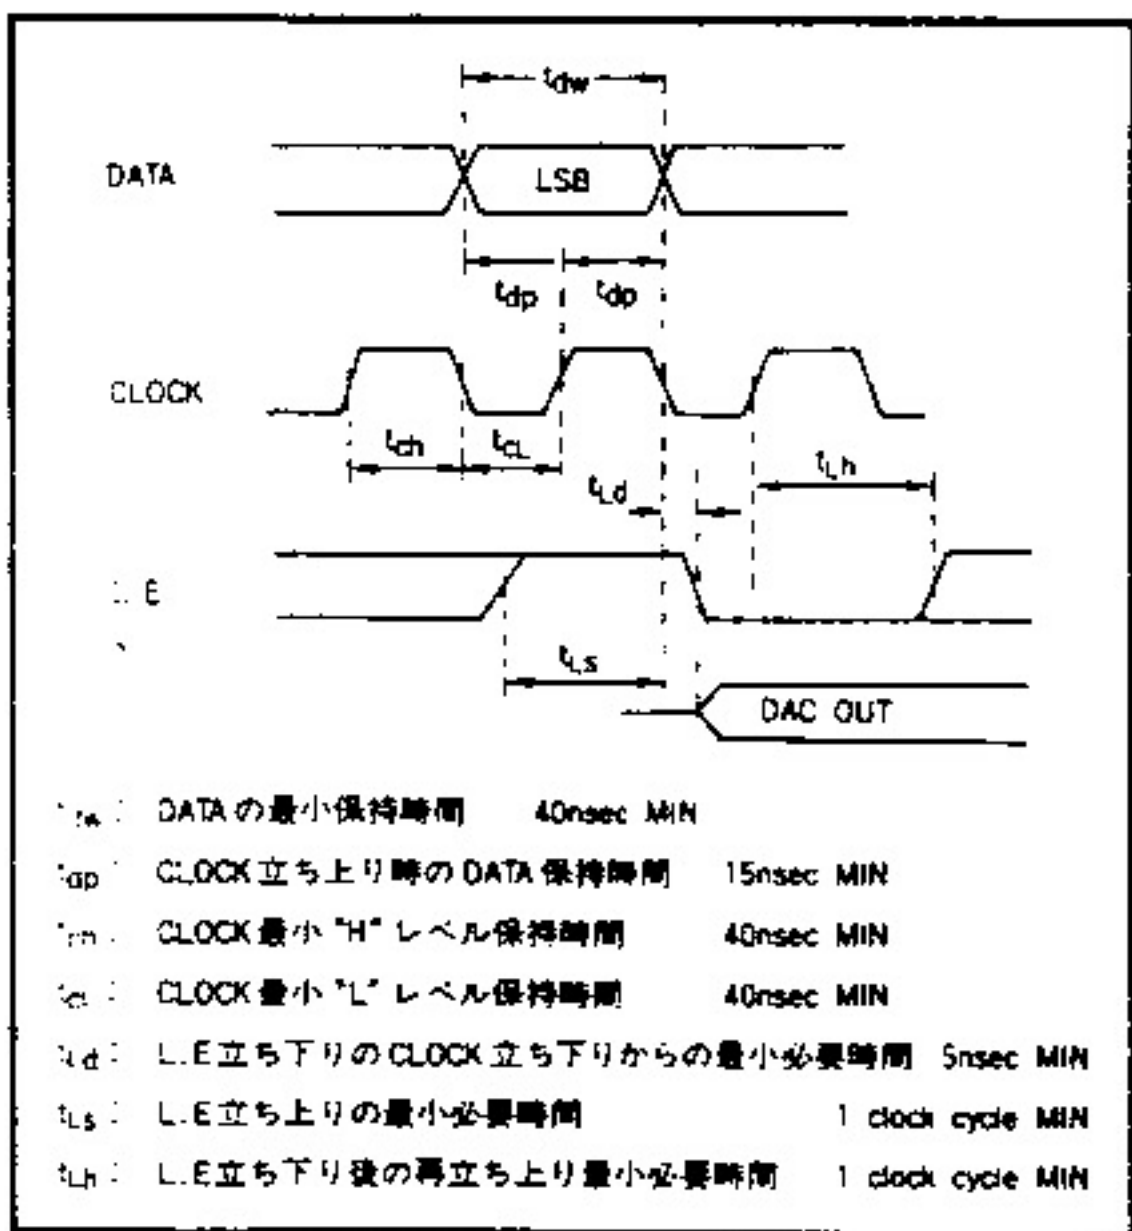 tdw
DATA
LSB
tdp tdp
CLOCK
tch tcL
tLd tLh
L.E
tLs
DAC OUT
tdw : DATAの最小保持時間 40nsec MIN
tdp : CLOCK立ち上り時のDATA保持時間 15nsec MIN
tch : CLOCK最小"H"レベル保持時間 40nsec MIN
tcL : CLOCK最小"L"レベル保持時間 40nsec MIN
tLd : L.E立ち下りのCLOCK立ち下りからの最小必要時間 5nsec MIN
tLs : L.E立ち上りの最小必要時間 1 clock cycle MIN
tLh : L.E立ち下り後の再立ち上り最小必要時間 1 clock cycle MIN